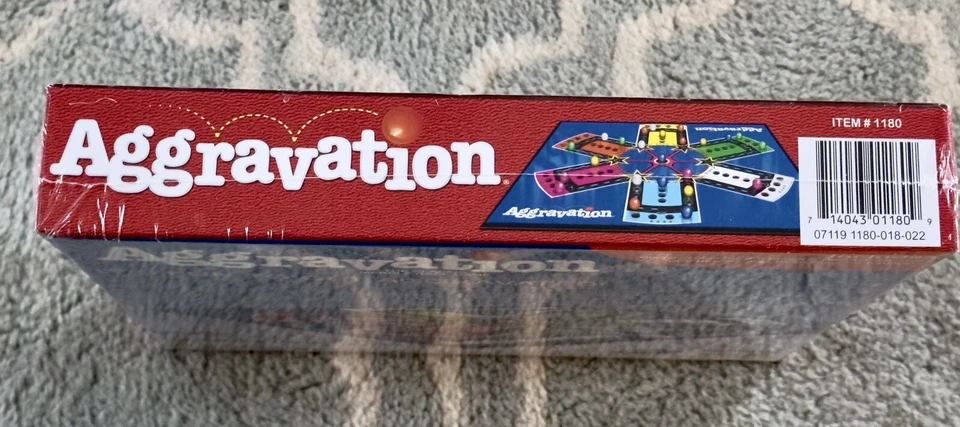 Aggravation
ITEM # 1180
Aggravation
Aggravation
7 14043 01180 9
07119 1180-018-022
Aggravation